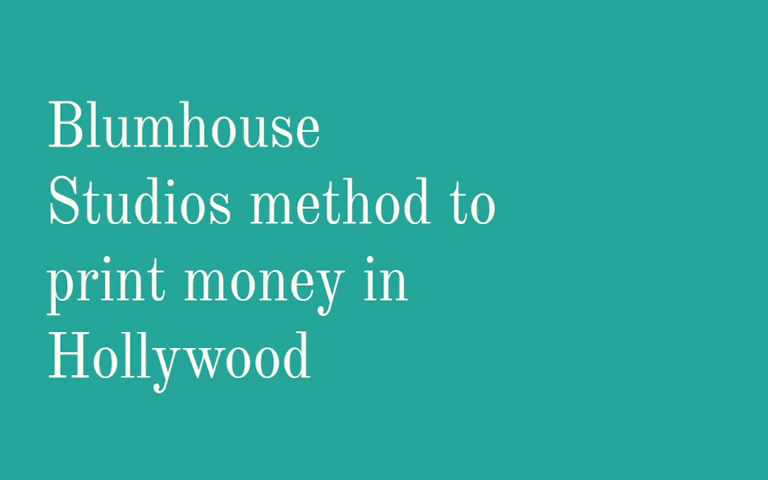 Blumhouse
Studios method to
print money in
Hollywood